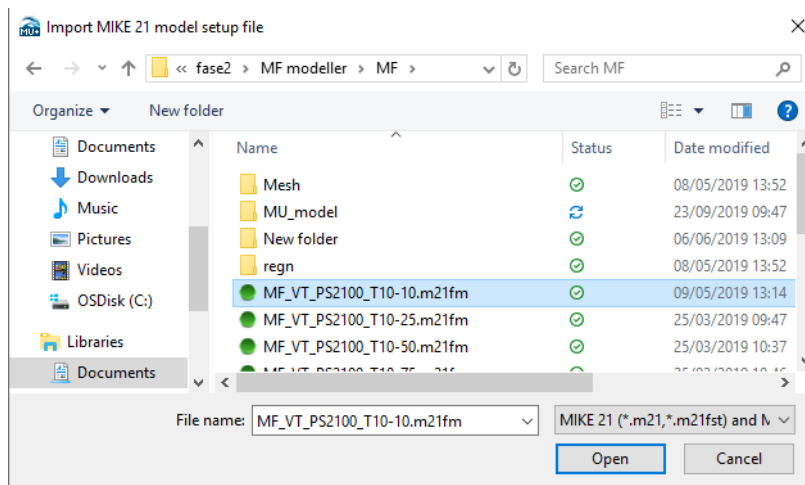 MU+ Import MIKE 21 model setup file
« fase2 > MF modeller > MF > Search MF
Organize New folder
Name Status Date modified
Documents
Downloads
Music
Pictures
Videos
OSDisk (C:)
Libraries
Documents
Mesh 08/05/2019 13:52
MU_model 23/09/2019 09:47
New folder 06/06/2019 13:09
regn 08/05/2019 13:52
MF_VT_PS2100_T10-10.m21fm 09/05/2019 13:14
MF_VT_PS2100_T10-25.m21fm 25/03/2019 09:47
MF_VT_PS2100_T10-50.m21fm 25/03/2019 10:37
File name: MF_VT_PS2100_T10-10.m21fm MIKE 21 (*.m21,*.m21fst) and
Open Cancel